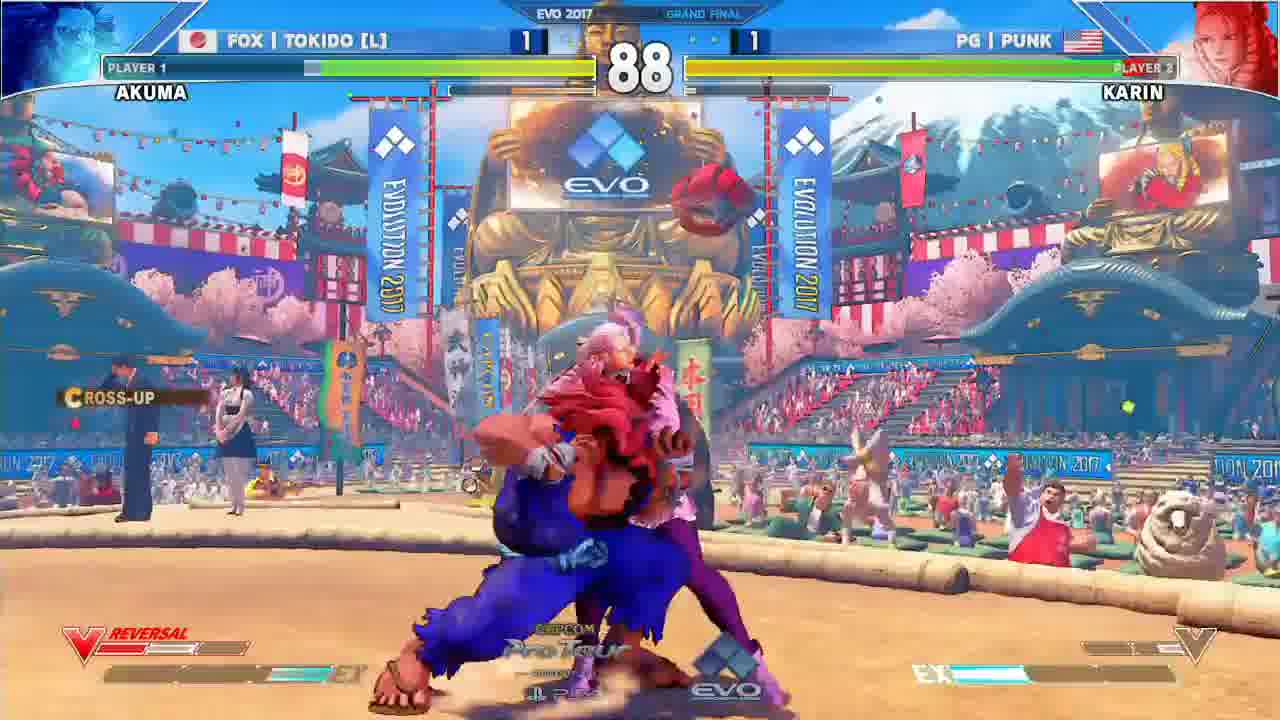 EVO 2017
GRAND FINAL
FOX | TOKIDO [L]
1
88
1
PG | PUNK
PLAYER 1
PLAYER 2
AKUMA
KARIN
EVO
EVOLUTION 2017
EVOLUTION 2017
CROSS-UP
REVERSAL
V
V
EX
EX
CAPCOM
Pro Tour
EVO